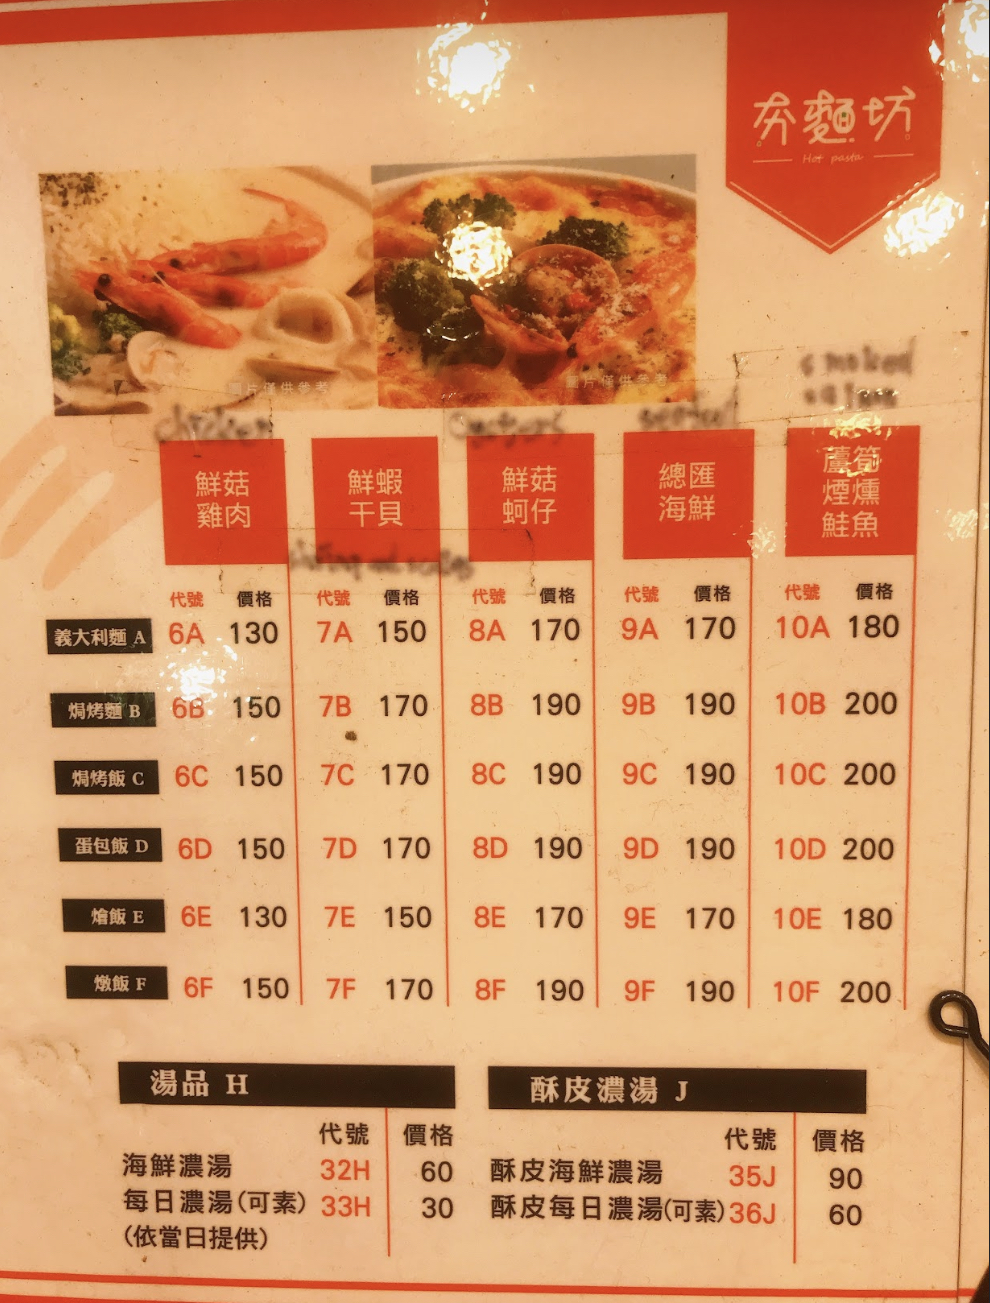 夯麵坊
Hot pasta
圖片僅供參考
圖片僅供參考
chicken
seafood
smoked
salmon
鮮菇
雞肉
鮮蝦
干貝
鮮菇
蚵仔
總匯
海鮮
蘆筍
煙燻
鮭魚
代號 價格 代號 價格 代號 價格 代號 價格 代號 價格
義大利麵 A 6A 130 7A 150 8A 170 9A 170 10A 180
焗烤麵 B 6B 150 7B 170 8B 190 9B 190 10B 200
焗烤飯 C 6C 150 7C 170 8C 190 9C 190 10C 200
蛋包飯 D 6D 150 7D 170 8D 190 9D 190 10D 200
燴飯 E 6E 130 7E 150 8E 170 9E 170 10E 180
燉飯 F 6F 150 7F 170 8F 190 9F 190 10F 200
湯品 H
代號 價格
海鮮濃湯 32H 60
每日濃湯(可素) 33H 30
(依當日提供)
酥皮濃湯 J
代號 價格
酥皮海鮮濃湯 35J 90
酥皮每日濃湯(可素) 36J 60